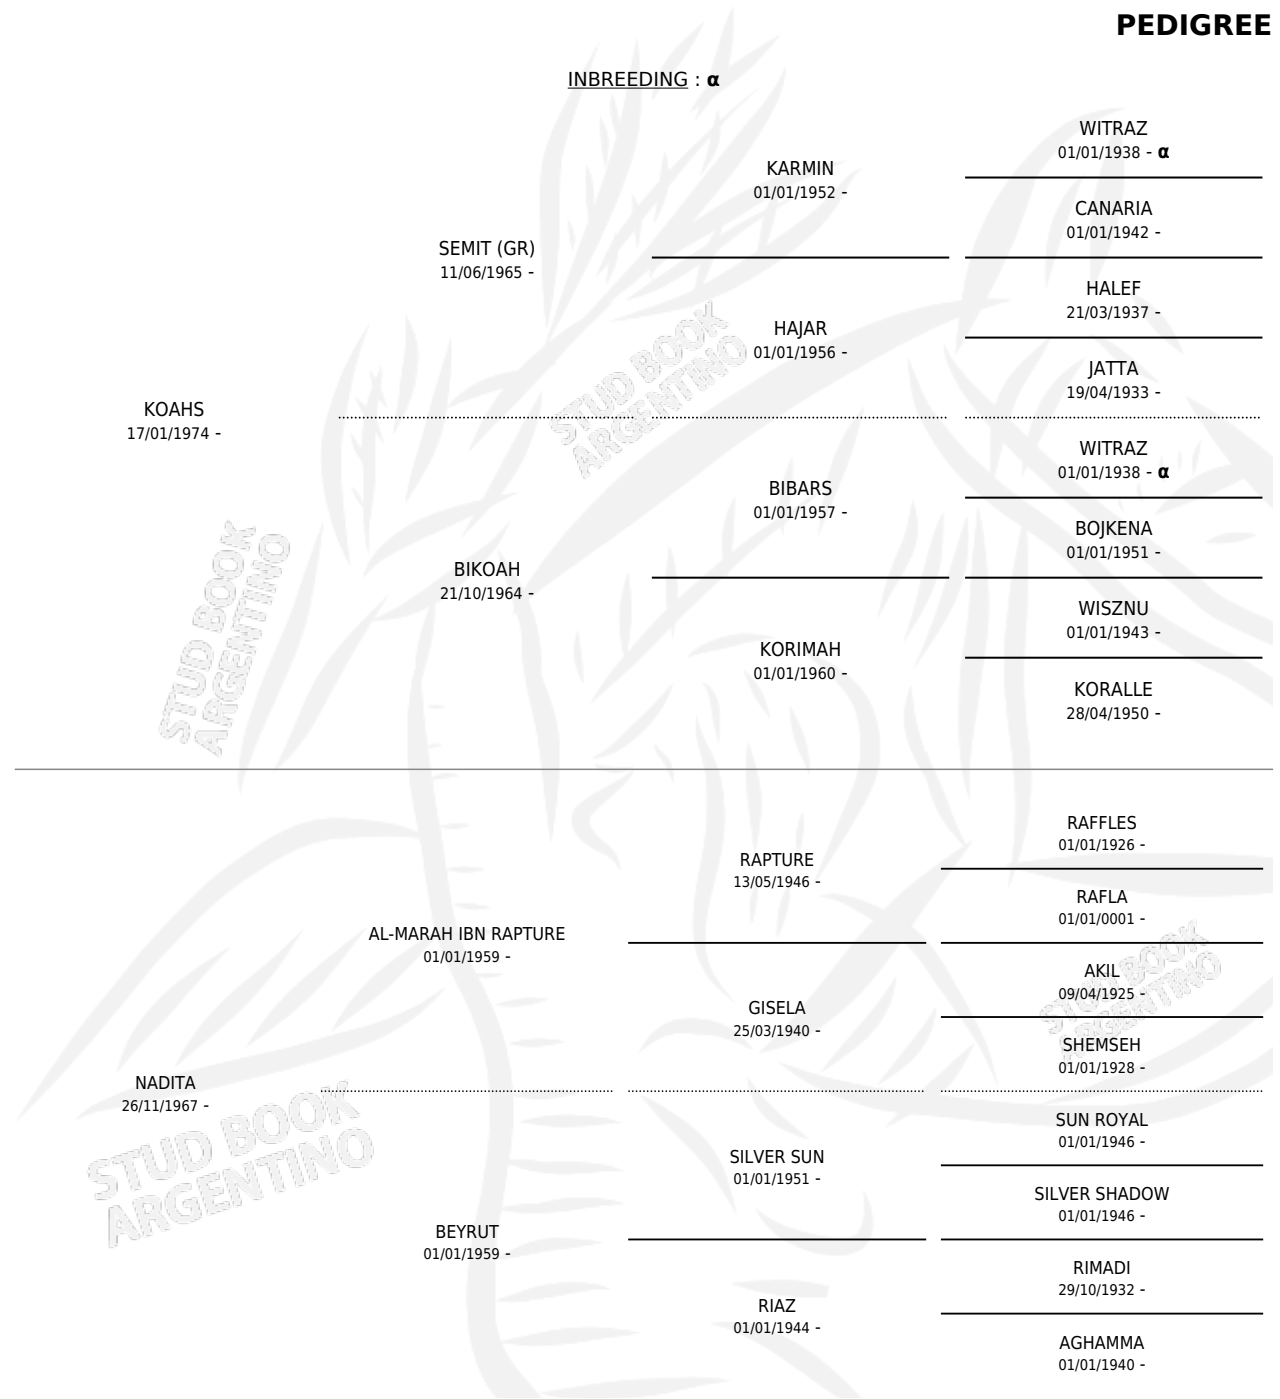 PEDIGREE
INBREEDING : α
WITRAZ
01/01/1938 - α
KARMIN
01/01/1952 -
CANARIA
01/01/1942 -
SEMIT (GR)
11/06/1965 -
HALEF
21/03/1937 -
HAJAR
01/01/1956 -
JATTA
19/04/1933 -
KOAHS
17/01/1974 -
WITRAZ
01/01/1938 - α
BIBARS
01/01/1957 -
BOJKENA
01/01/1951 -
BIKOAH
21/10/1964 -
WISZNU
01/01/1943 -
KORIMAH
01/01/1960 -
KORALLE
28/04/1950 -
RAFFLES
01/01/1926 -
RAPTURE
13/05/1946 -
RAFLA
01/01/0001 -
AL-MARAH IBN RAPTURE
01/01/1959 -
AKIL
09/04/1925 -
GISELA
25/03/1940 -
SHEMSEH
01/01/1928 -
NADITA
26/11/1967 -
SUN ROYAL
01/01/1946 -
SILVER SUN
01/01/1951 -
SILVER SHADOW
01/01/1946 -
BEYRUT
01/01/1959 -
RIMADI
29/10/1932 -
RIAZ
01/01/1944 -
AGHAMMA
01/01/1940 -
STUD BOOK
ARGENTINO
STUD BOOK
ARGENTINO
STUD BOOK
ARGENTINO
STUD BOOK
ARGENTINO